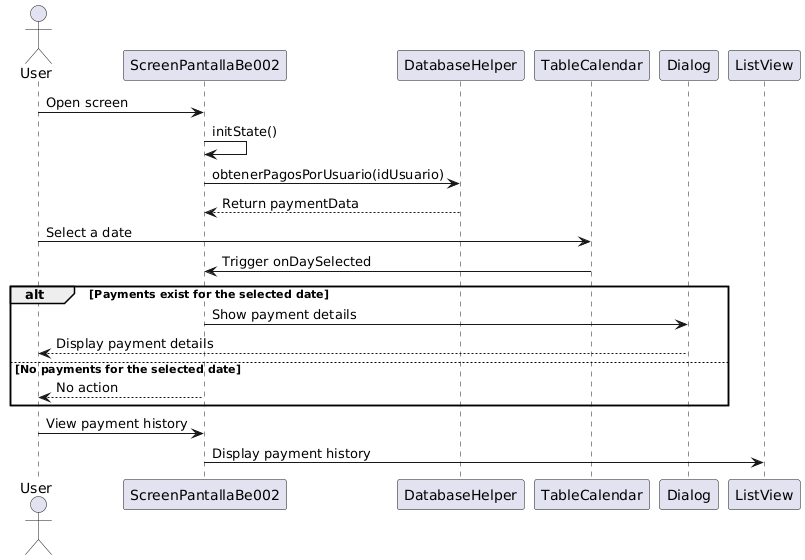 User
ScreenPantallaBe002
DatabaseHelper
TableCalendar
Dialog
ListView
Open screen
initState()
obtenerPagosPorUsuario(idUsuario)
Return paymentData
Select a date
Trigger onDaySelected
alt
[Payments exist for the selected date]
Show payment details
Display payment details
[No payments for the selected date]
No action
View payment history
Display payment history
User
ScreenPantallaBe002
DatabaseHelper
TableCalendar
Dialog
ListView